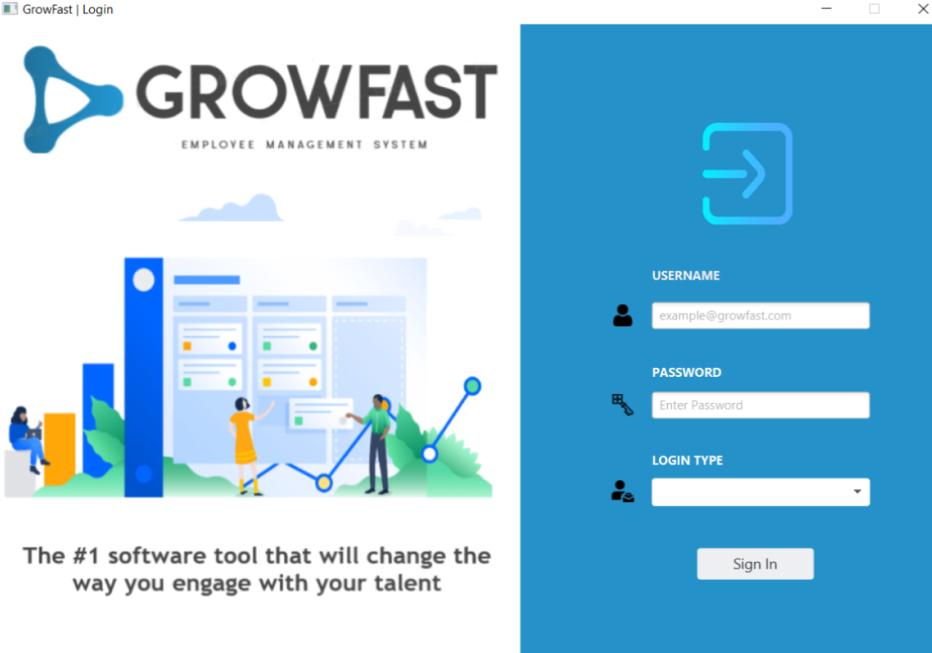 GrowFast | Login
GROWFAST
EMPLOYEE MANAGEMENT SYSTEM
The #1 software tool that will change the
way you engage with your talent
USERNAME
example@growfast.com
PASSWORD
Enter Password
LOGIN TYPE
Sign In